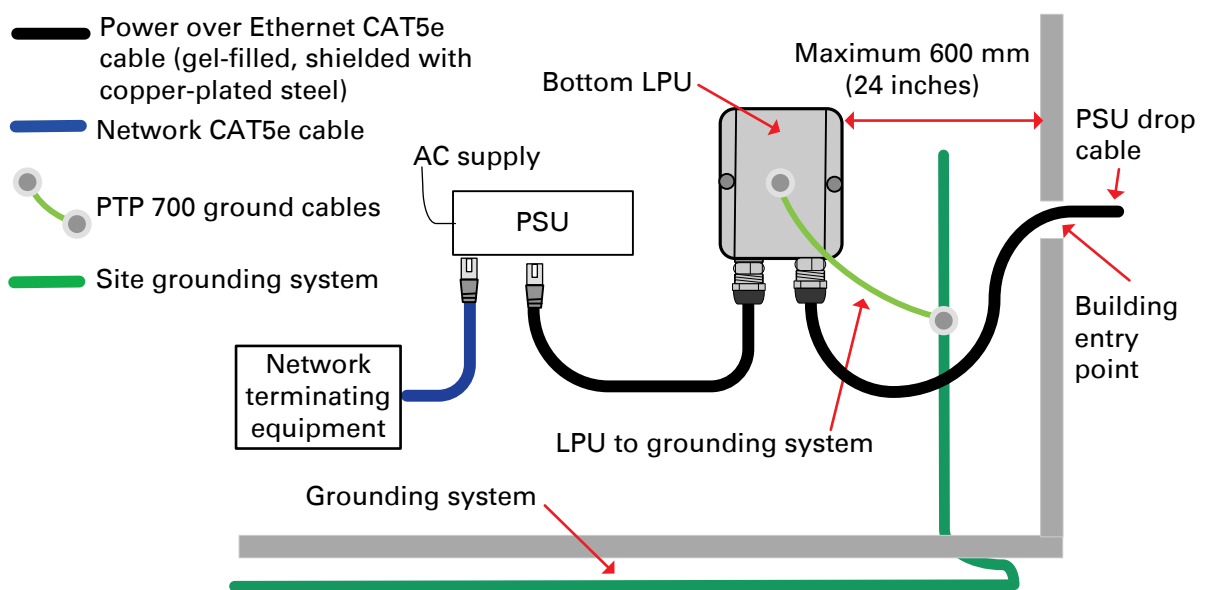 Power over Ethernet CAT5e
cable (gel-filled, shielded with
copper-plated steel)
Network CAT5e cable
PTP 700 ground cables
Site grounding system
AC supply
PSU
Network
terminating
equipment
Bottom LPU
Maximum 600 mm
(24 inches)
PSU drop
cable
Building
entry
point
LPU to grounding system
Grounding system